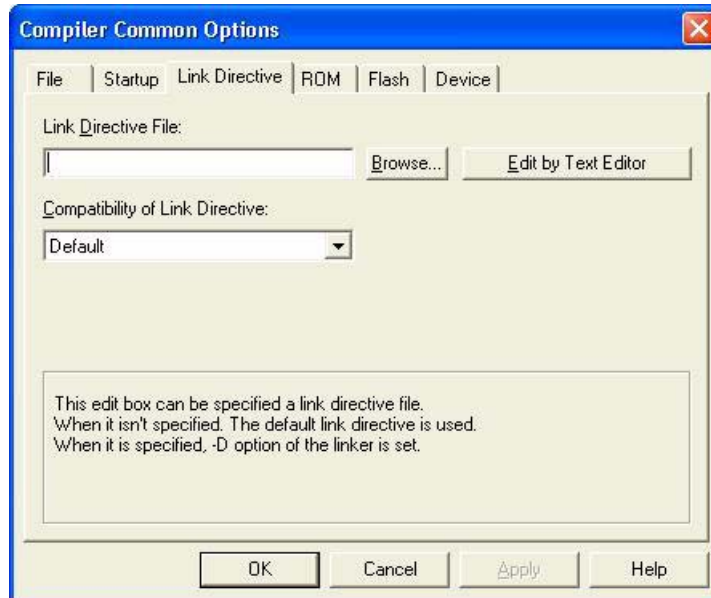 Compiler Common Options
File Startup Link Directive ROM Flash Device
Link Directive File:
Browse... Edit by Text Editor
Compatibility of Link Directive:
Default
This edit box can be specified a link directive file.
When it isn't specified. The default link directive is used.
When it is specified, -D option of the linker is set.
OK Cancel Apply Help